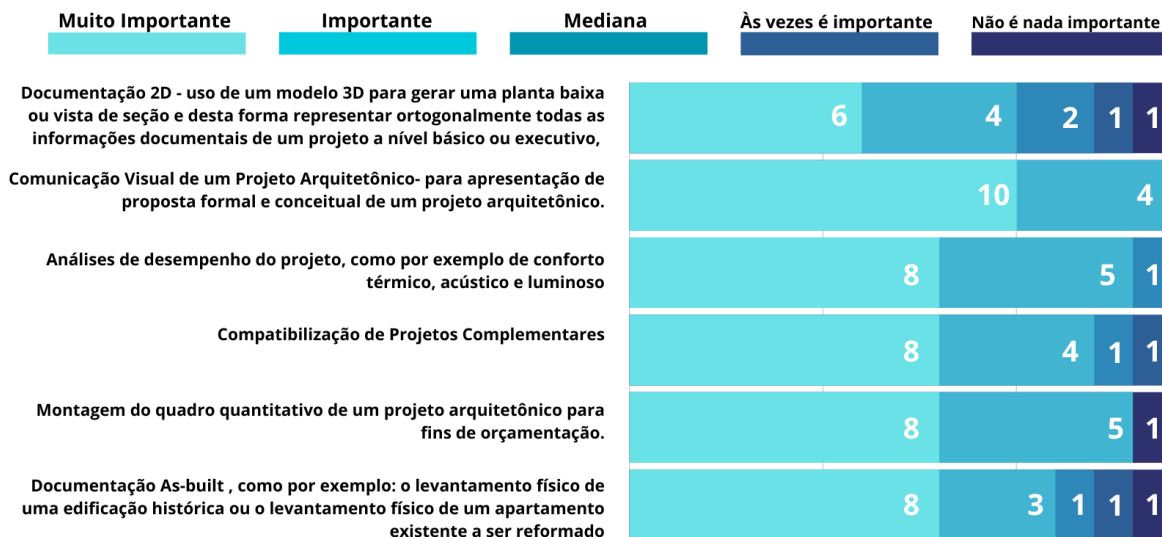 Muito Importante
Importante
Mediana
Às vezes é importante
Não é nada importante
Documentação 2D - uso de um modelo 3D para gerar uma planta baixa
ou vista de seção e desta forma representar ortogonalmente todas as
informações documentais de um projeto a nível básico ou executivo,
6 4 2 1 1
Comunicação Visual de um Projeto Arquitetônico- para apresentação de
proposta formal e conceitual de um projeto arquitetônico.
10 4
Análises de desempenho do projeto, como por exemplo de conforto
térmico, acústico e luminoso
8 5 1
Compatibilização de Projetos Complementares
8 4 1 1
Montagem do quadro quantitativo de um projeto arquitetônico para
fins de orçamentação.
8 5 1
Documentação As-built , como por exemplo: o levantamento físico de
uma edificação histórica ou o levantamento físico de um apartamento
existente a ser reformado
8 3 1 1 1